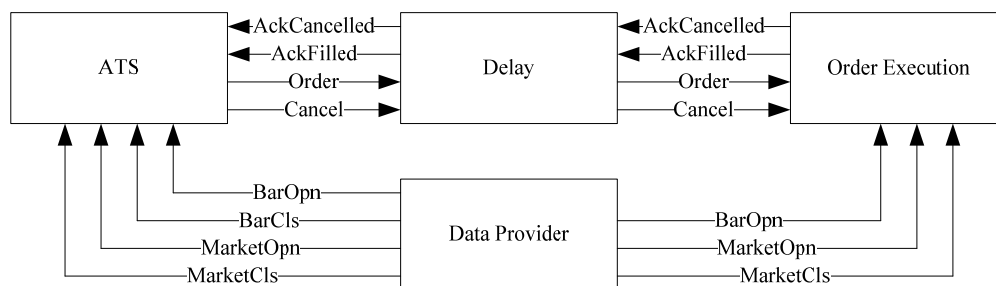 AckCancelled
AckCancelled
AckFilled
AckFilled
ATS
Delay
Order Execution
Order
Order
Cancel
Cancel
BarOpn
BarCls
BarOpn
Data Provider
MarketOpn
MarketOpn
MarketCls
MarketCls